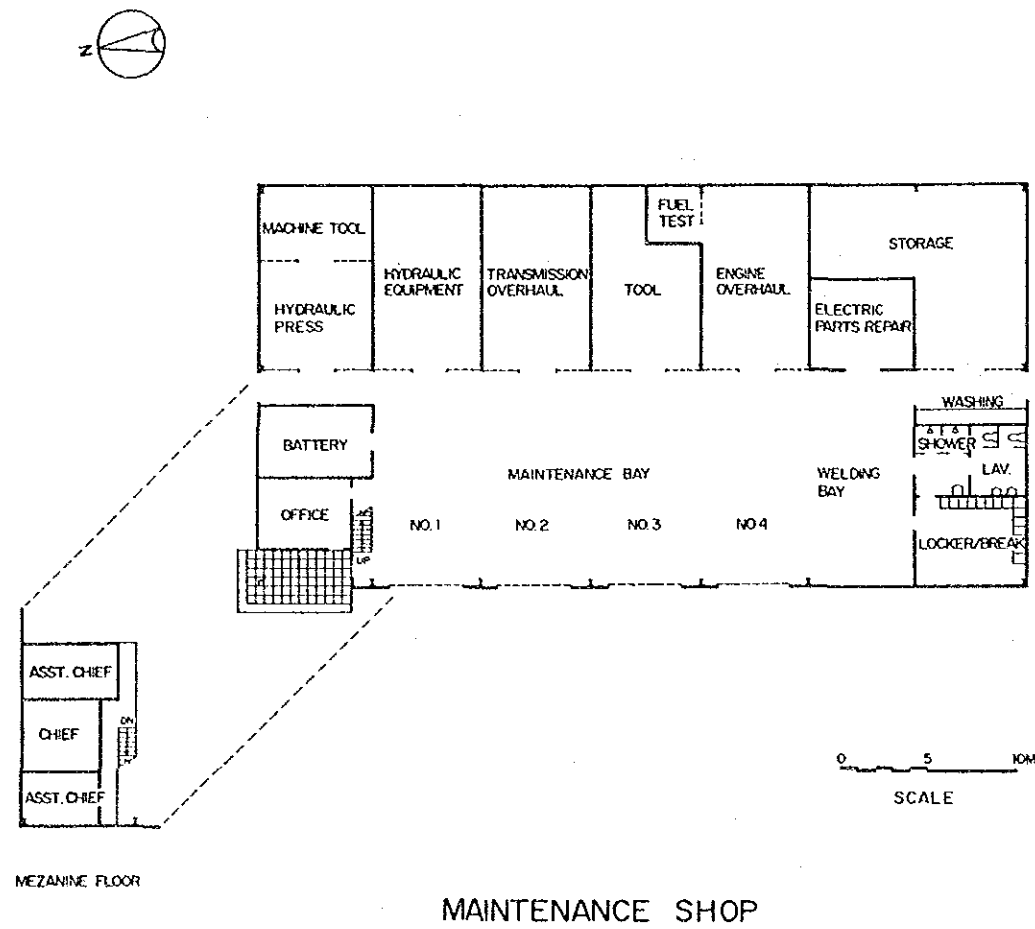 N
MACHINE TOOL
HYDRAULIC
PRESS
HYDRAULIC
EQUIPMENT
TRANSMISSION
OVERHAUL
TOOL
FUEL
TEST
ENGINE
OVERHAUL
STORAGE
ELECTRIC
PARTS REPAIR
WASHING
SHOWER
LAV.
BATTERY
OFFICE
UP
MAINTENANCE BAY
NO.1
NO.2
NO.3
NO4
WELDING
BAY
LOCKER/BREAK
ASST. CHIEF
CHIEF
DN
ASST. CHIEF
MEZANINE FLOOR
0 5 10M
SCALE
MAINTENANCE SHOP